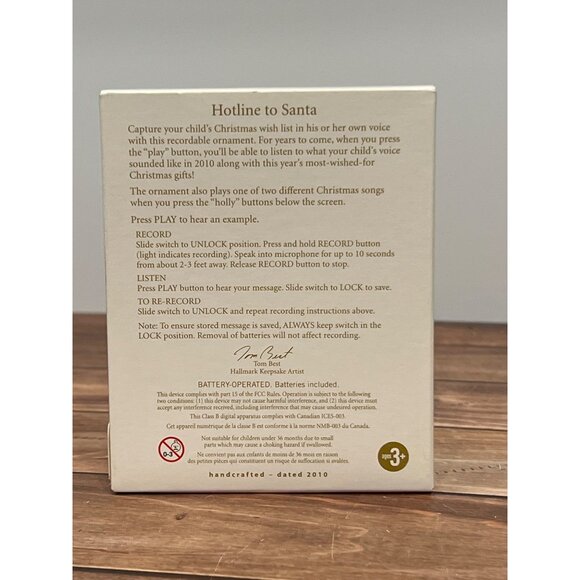 Hotline to Santa
Capture your child's Christmas wish list in his or her own voice
with this recordable ornament. For years to come, when you press
the "play" button, you'll be able to listen to what your child's voice
sounded like in 2010 along with this year's most-wished-for
Christmas gifts!
The ornament also plays one of two different Christmas songs
when you press the "holly" buttons below the screen.
Press PLAY to hear an example.
RECORD
Slide switch to UNLOCK position. Press and hold RECORD button
(light indicates recording). Speak into microphone for up to 10 seconds
from about 2-3 feet away. Release RECORD button to stop.
LISTEN
Press PLAY button to hear your message. Slide switch to LOCK to save.
TO RE-RECORD
Slide switch to UNLOCK and repeat recording instructions above.
Note: To ensure stored message is saved, ALWAYS keep switch in the
LOCK position. Removal of batteries will not affect recording.
Tom Best
Tom Best
Hallmark Keepsake Artist
BATTERY-OPERATED. Batteries included.
This device complies with part 15 of the FCC Rules. Operation is subject to the following
two conditions: (1) this device may not cause harmful interference, and (2) this device must
accept any interference received, including interference that may cause undesired operation.
This Class B digital apparatus complies with Canadian ICES-003.
Cet appareil numérique de la classe B est conforme à la norme NMB-003 du Canada.
0-3
Not suitable for children under 36 months due to small
parts which may cause a choking hazard if swallowed.
Ne convient pas aux enfants de moins de 36 mois en raison
des petites pièces qui constituent un risque de suffocation si avalées.
ages 3+
handcrafted – dated 2010